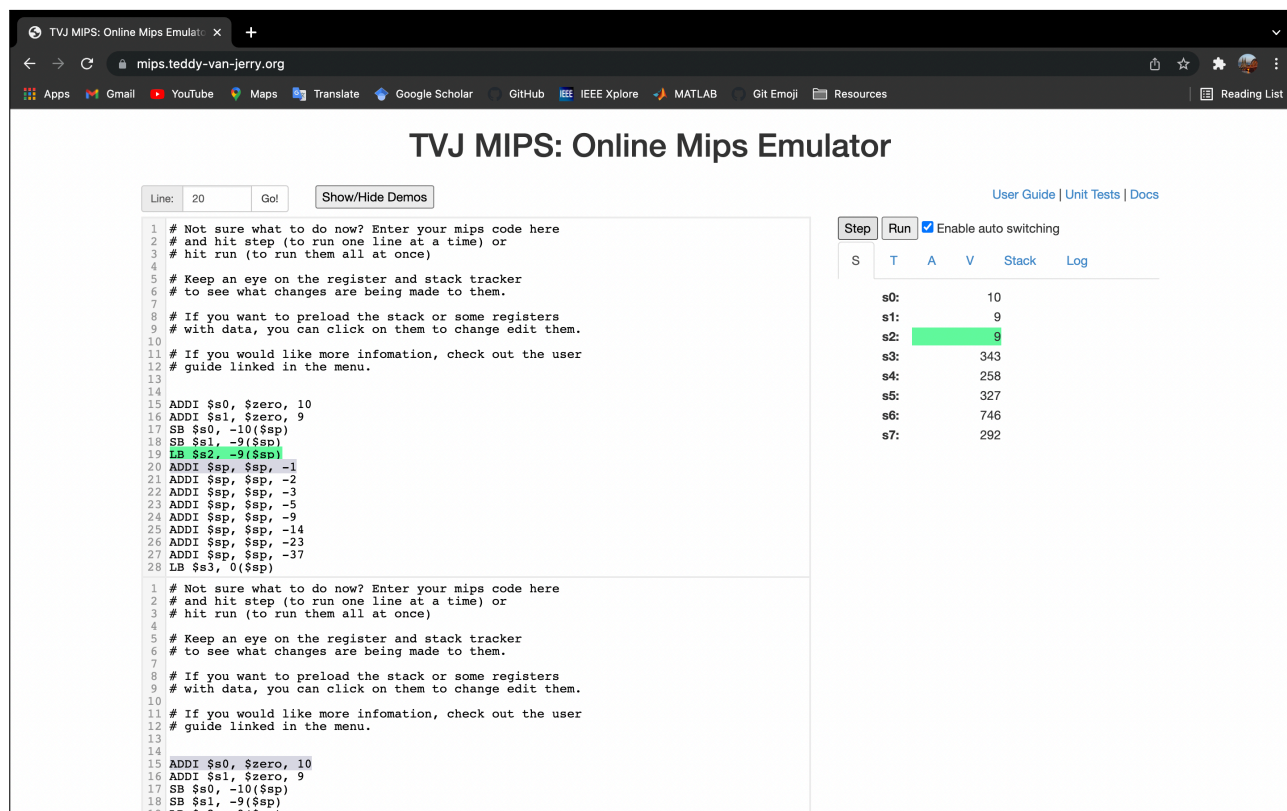 TVJ MIPS: Online Mips Emulato
mips.teddy-van-jerry.org
Apps Gmail YouTube Maps Translate Google Scholar GitHub IEEE IEEE Xplore MATLAB Git Emoji Resources Reading List
TVJ MIPS: Online Mips Emulator
Line: 20 Go! Show/Hide Demos
User Guide | Unit Tests | Docs
1 # Not sure what to do now? Enter your mips code here
2 # and hit step (to run one line at a time) or
3 # hit run (to run them all at once)
4
5 # Keep an eye on the register and stack tracker
6 # to see what changes are being made to them.
7
8 # If you want to preload the stack or some registers
9 # with data, you can click on them to change edit them.
10
11 # If you would like more infomation, check out the user
12 # guide linked in the menu.
13
14
15 ADDI $s0, $zero, 10
16 ADDI $s1, $zero, 9
17 SB $s0, -10($sp)
18 SB $s1, -9($sp)
19 LB $s2, -9($sp)
20 ADDI $sp, $sp, -1
21 ADDI $sp, $sp, -2
22 ADDI $sp, $sp, -3
23 ADDI $sp, $sp, -5
24 ADDI $sp, $sp, -9
25 ADDI $sp, $sp, -14
26 ADDI $sp, $sp, -23
27 ADDI $sp, $sp, -37
28 LB $s3, 0($sp)
1 # Not sure what to do now? Enter your mips code here
2 # and hit step (to run one line at a time) or
3 # hit run (to run them all at once)
4
5 # Keep an eye on the register and stack tracker
6 # to see what changes are being made to them.
7
8 # If you want to preload the stack or some registers
9 # with data, you can click on them to change edit them.
10
11 # If you would like more infomation, check out the user
12 # guide linked in the menu.
13
14
15 ADDI $s0, $zero, 10
16 ADDI $s1, $zero, 9
17 SB $s0, -10($sp)
18 SB $s1, -9($sp)
Step Run Enable auto switching
S T A V Stack Log
s0: 10
s1: 9
s2: 9
s3: 343
s4: 258
s5: 327
s6: 746
s7: 292